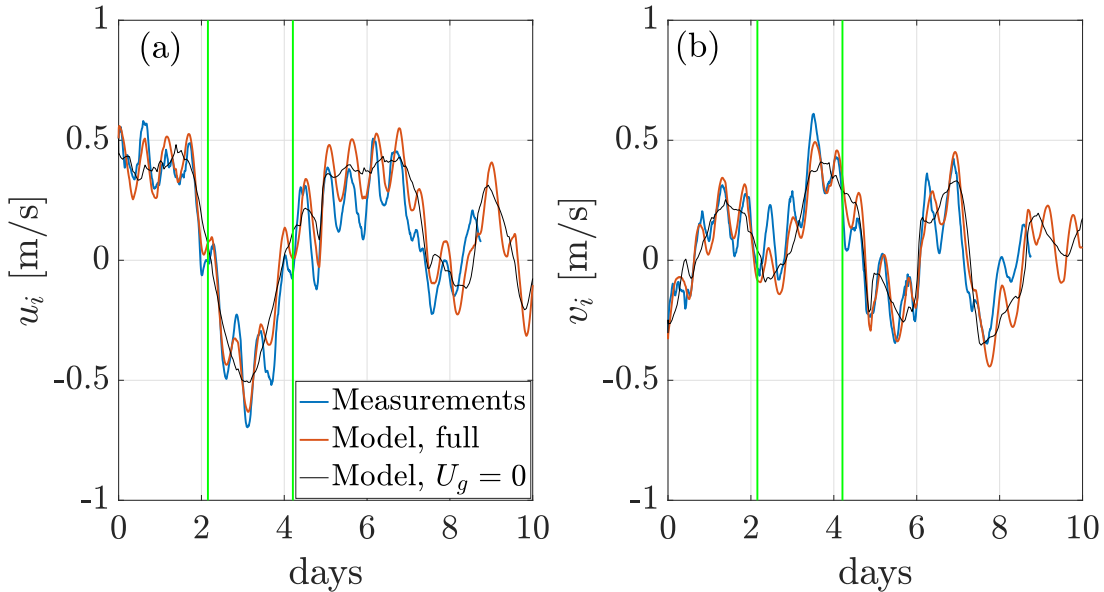 (a)
1
0.5
0
-0.5
-1
u_i [m/s]
0 2 4 6 8 10
days
Measurements
Model, full
Model, U_g = 0
(b)
1
0.5
0
-0.5
-1
v_i [m/s]
0 2 4 6 8 10
days